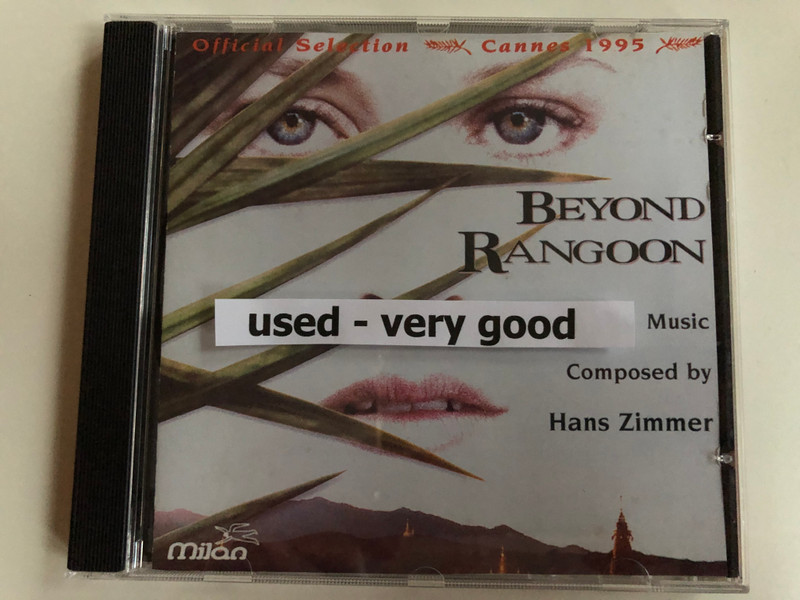 Official Selection Cannes 1995
BEYOND
RANGOON
used - very good
Music
Composed by
Hans Zimmer
milan